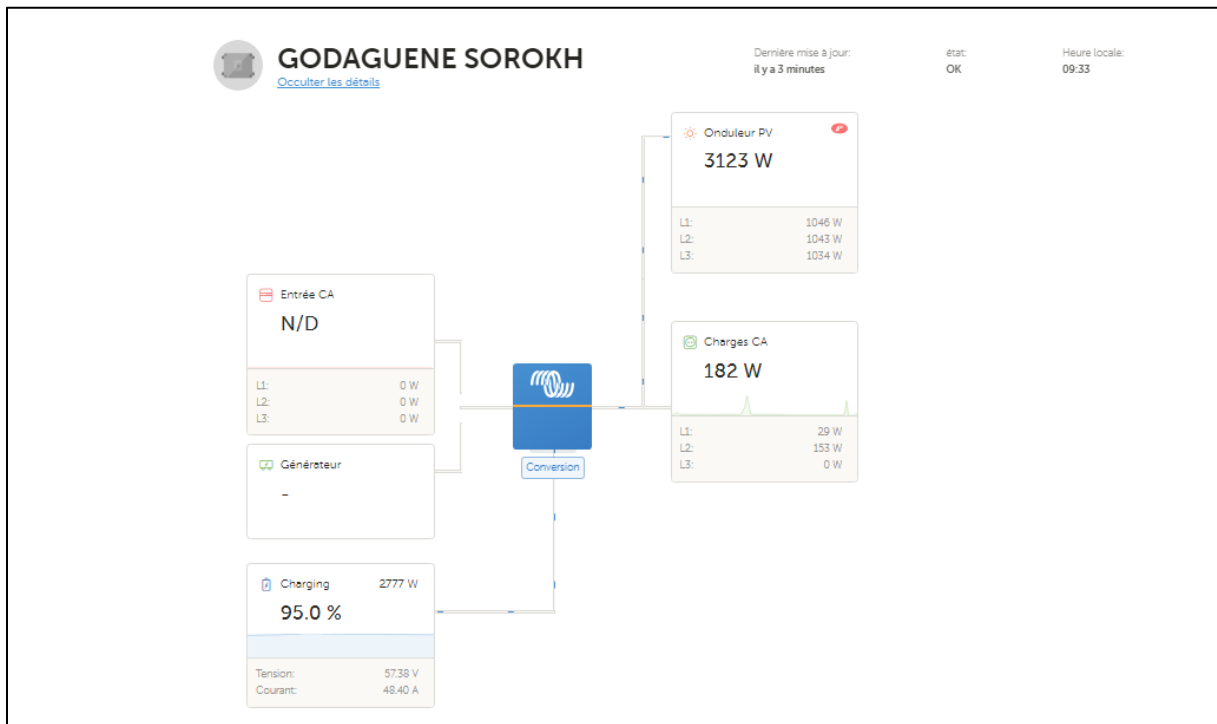 GODAGUENE SOROKH
Occulter les détails
Dernière mise à jour:
il y a 3 minutes
état:
OK
Heure locale:
09:33
Onduleur PV
3123 W
L1: 1046 W
L2: 1043 W
L3: 1034 W
Entrée CA
N/D
L1: 0 W
L2: 0 W
L3: 0 W
Charges CA
182 W
L1: 29 W
L2: 153 W
L3: 0 W
Générateur
-
Conversion
Charging 2777 W
95.0 %
Tension: 57.38 V
Courant: 48.40 A